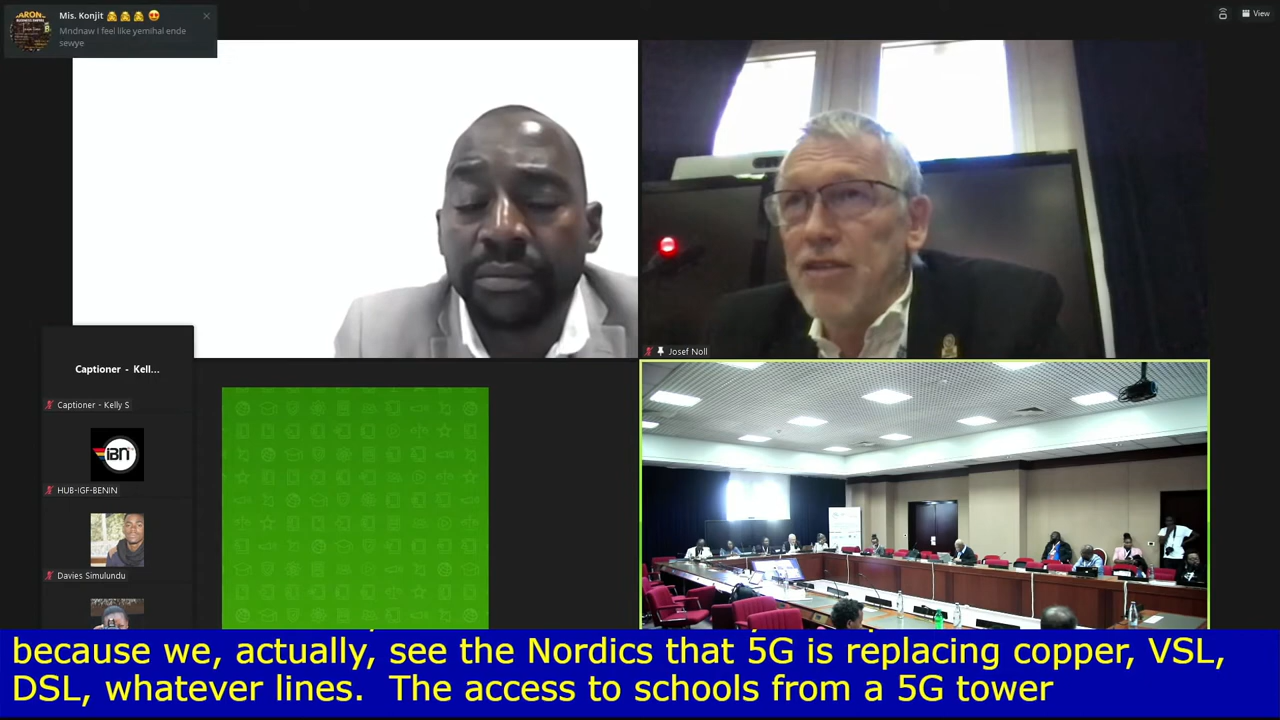 ARON
BUSINESS
Mis. Konjit 🙆🙆🙆😍
Mndnaw I feel like yemihal ende
sewye
View
Josef Noll
Captioner - Kell...
Captioner - Kelly S
iBN
HUB-IGF-BENIN
Davies Simulundu
because we, actually, see the Nordics that 5G is replacing copper, VSL,
DSL, whatever lines.  The access to schools from a 5G tower